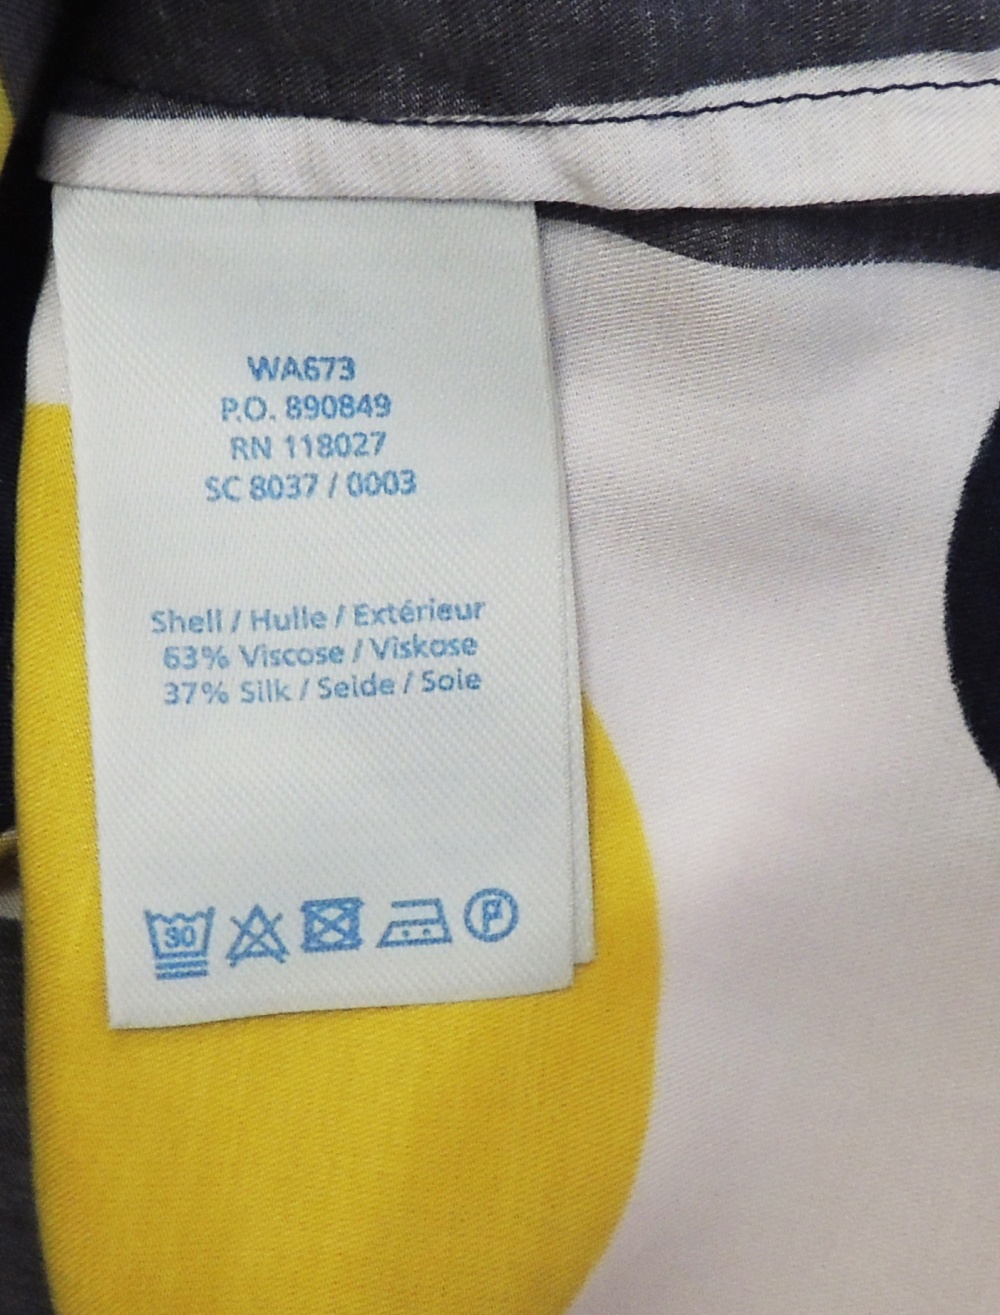 WA673
P.O. 890849
RN 118027
SC 8037 / 0003
Shell / Hulle / Extérieur
63% Viscose / Viskose
37% Silk / Seide / Soie
30 P